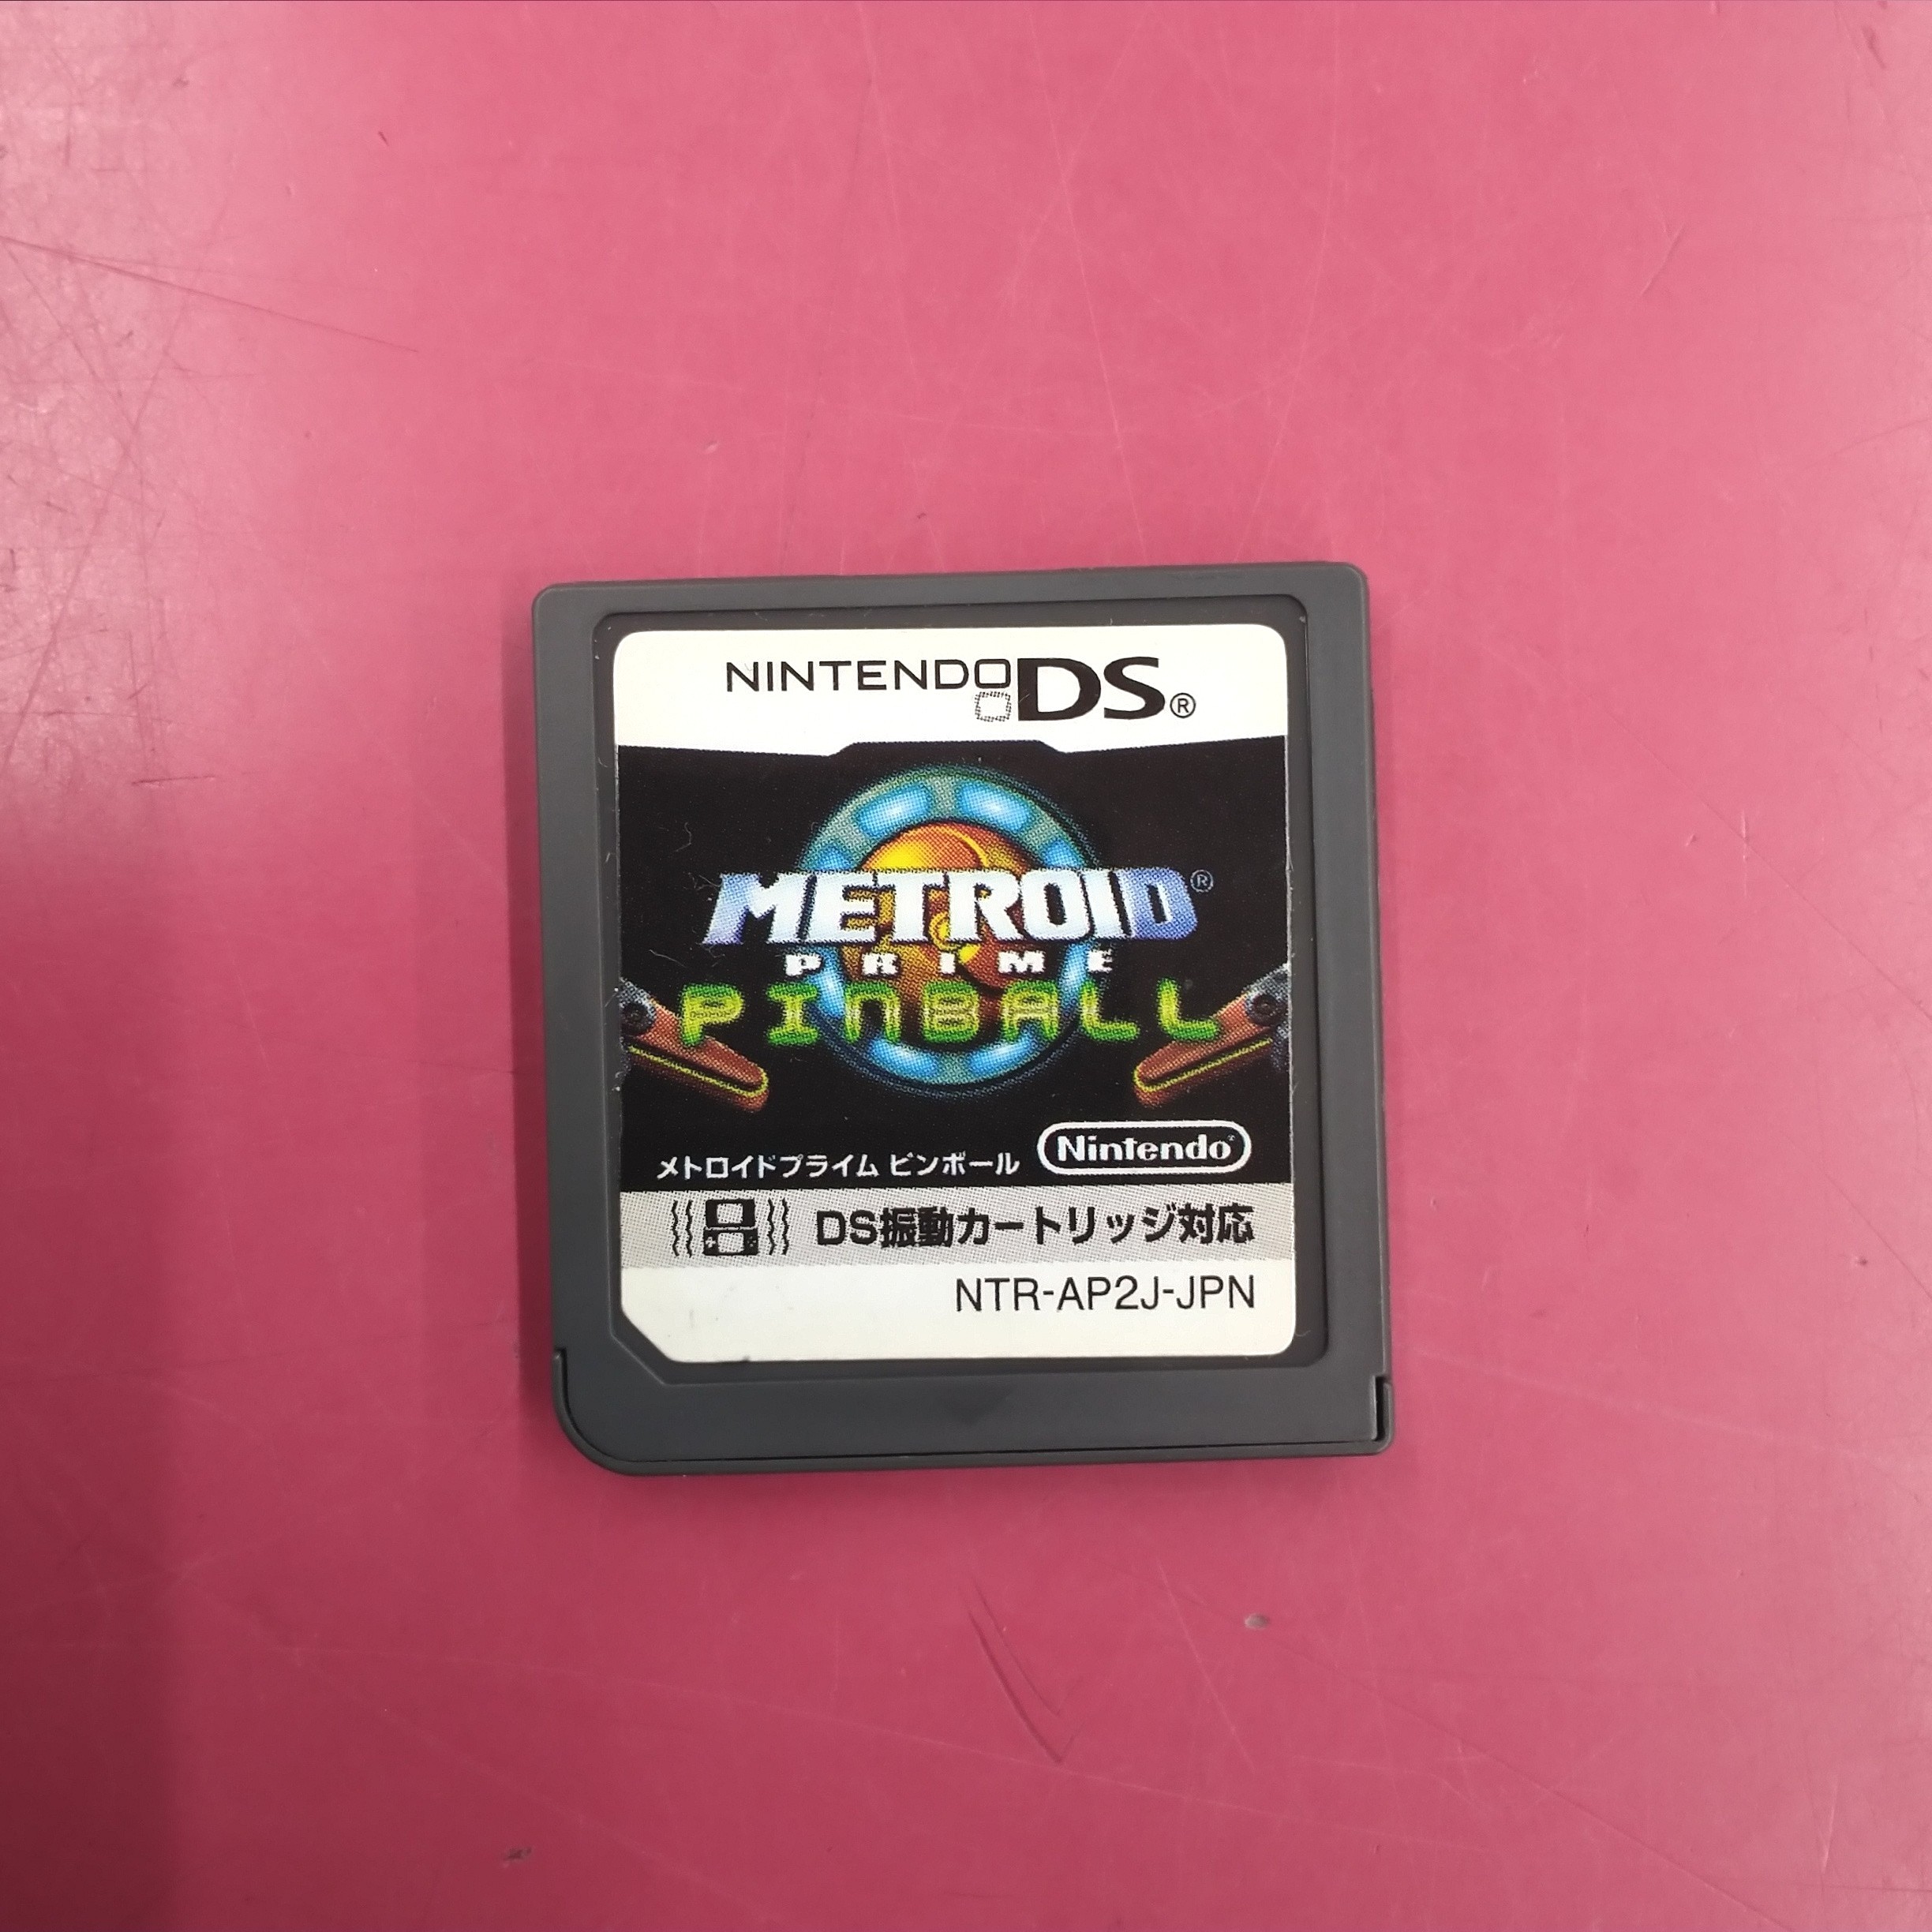 NINTENDO DS®
METROID®
PRIME
PINBALL
メトロイドプライム ピンボール
Nintendo®
DS振動カートリッジ対応
NTR-AP2J-JPN